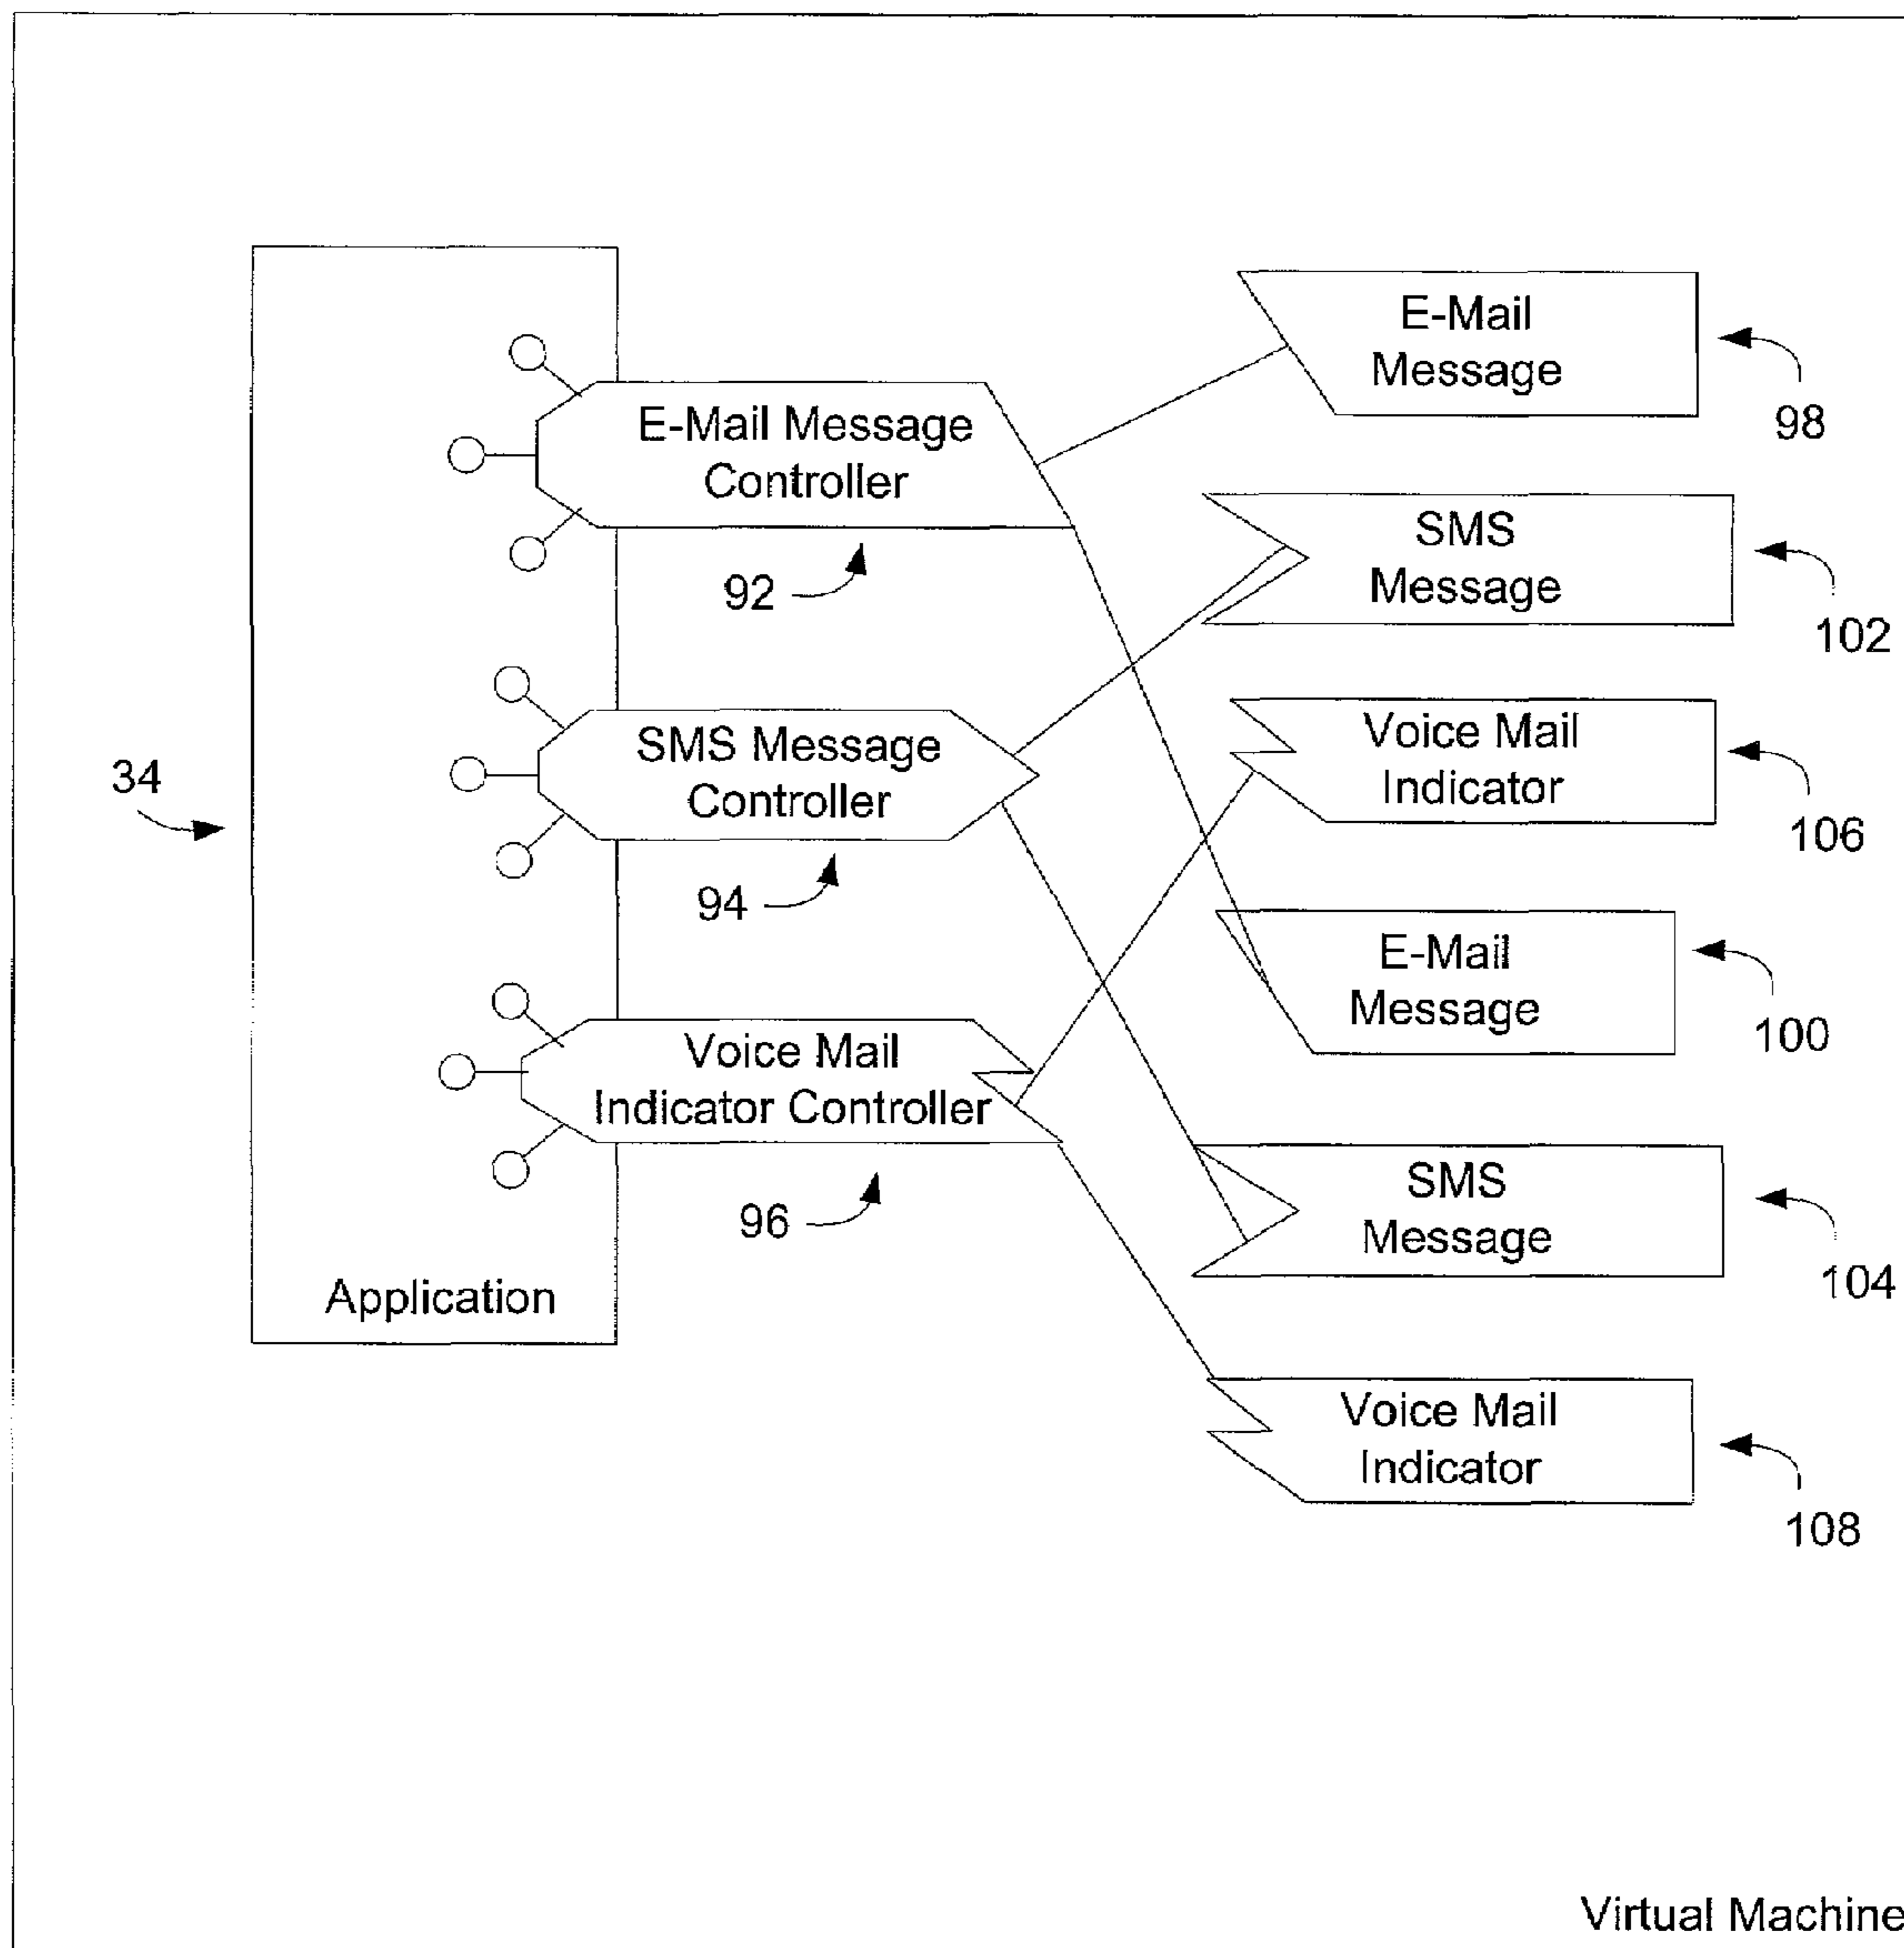 E-Mail
Message
98
E-Mail Message
Controller
92
SMS
Message
102
SMS Message
Controller
94
34
Voice Mail
Indicator
106
E-Mail
Message
100
Voice Mail
Indicator Controller
96
SMS
Message
104
Application
Voice Mail
Indicator
108
Virtual Machine